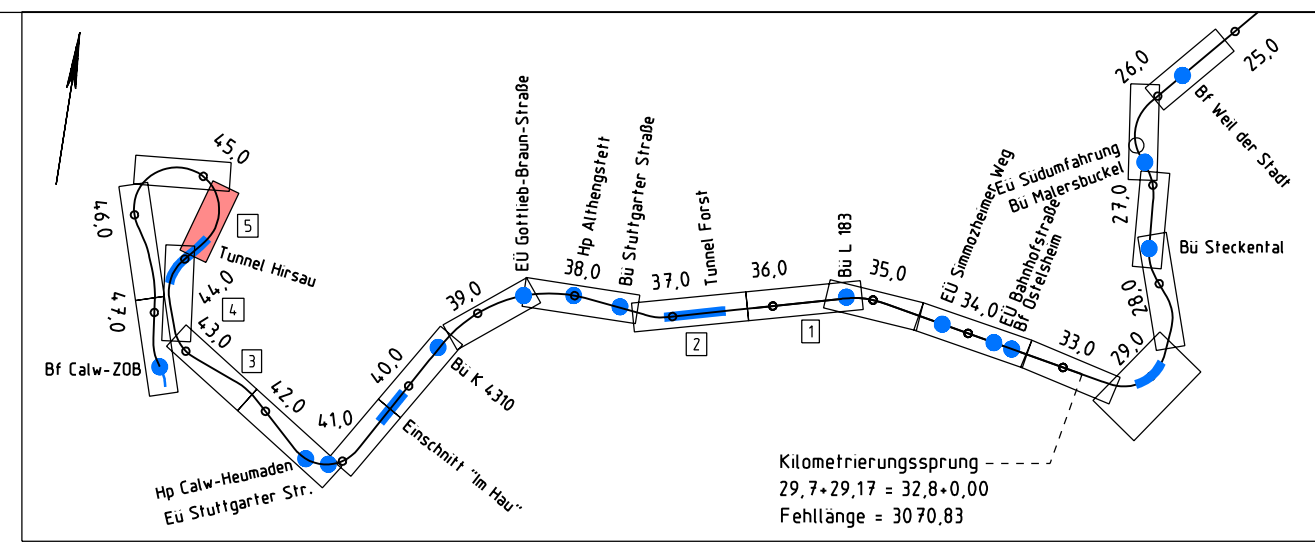 45,0
46,0
47,0
5
Tunnel Hirsau
44,0
4
43,0
3
Bf Calw-ZOB
42,0
41,0
Hp Calw-Heumaden
Eü Stuttgarter Str.
40,0
Bü K 4310
Einschnitt "Im Hau"
39,0
EÜ Gottlieb-Braun-Straße
38,0
Hp Althengstett
Bü Stuttgarter Straße
37,0
Tunnel Forst
2
36,0
1
Bü L 183
35,0
EÜ Simmozheimer Weg
34,0
EÜ Bahnhofstraße
Bf Ostelsheim
33,0
29,0
28,0
Bü Steckental
27,0
Eü Südumfahrung
Bü Malersbuckel
26,0
Bf Weil der Stadt
25,0
Kilometrierungssprung
29,7+29,17 = 32,8+0,00
Fehllänge = 3070,83